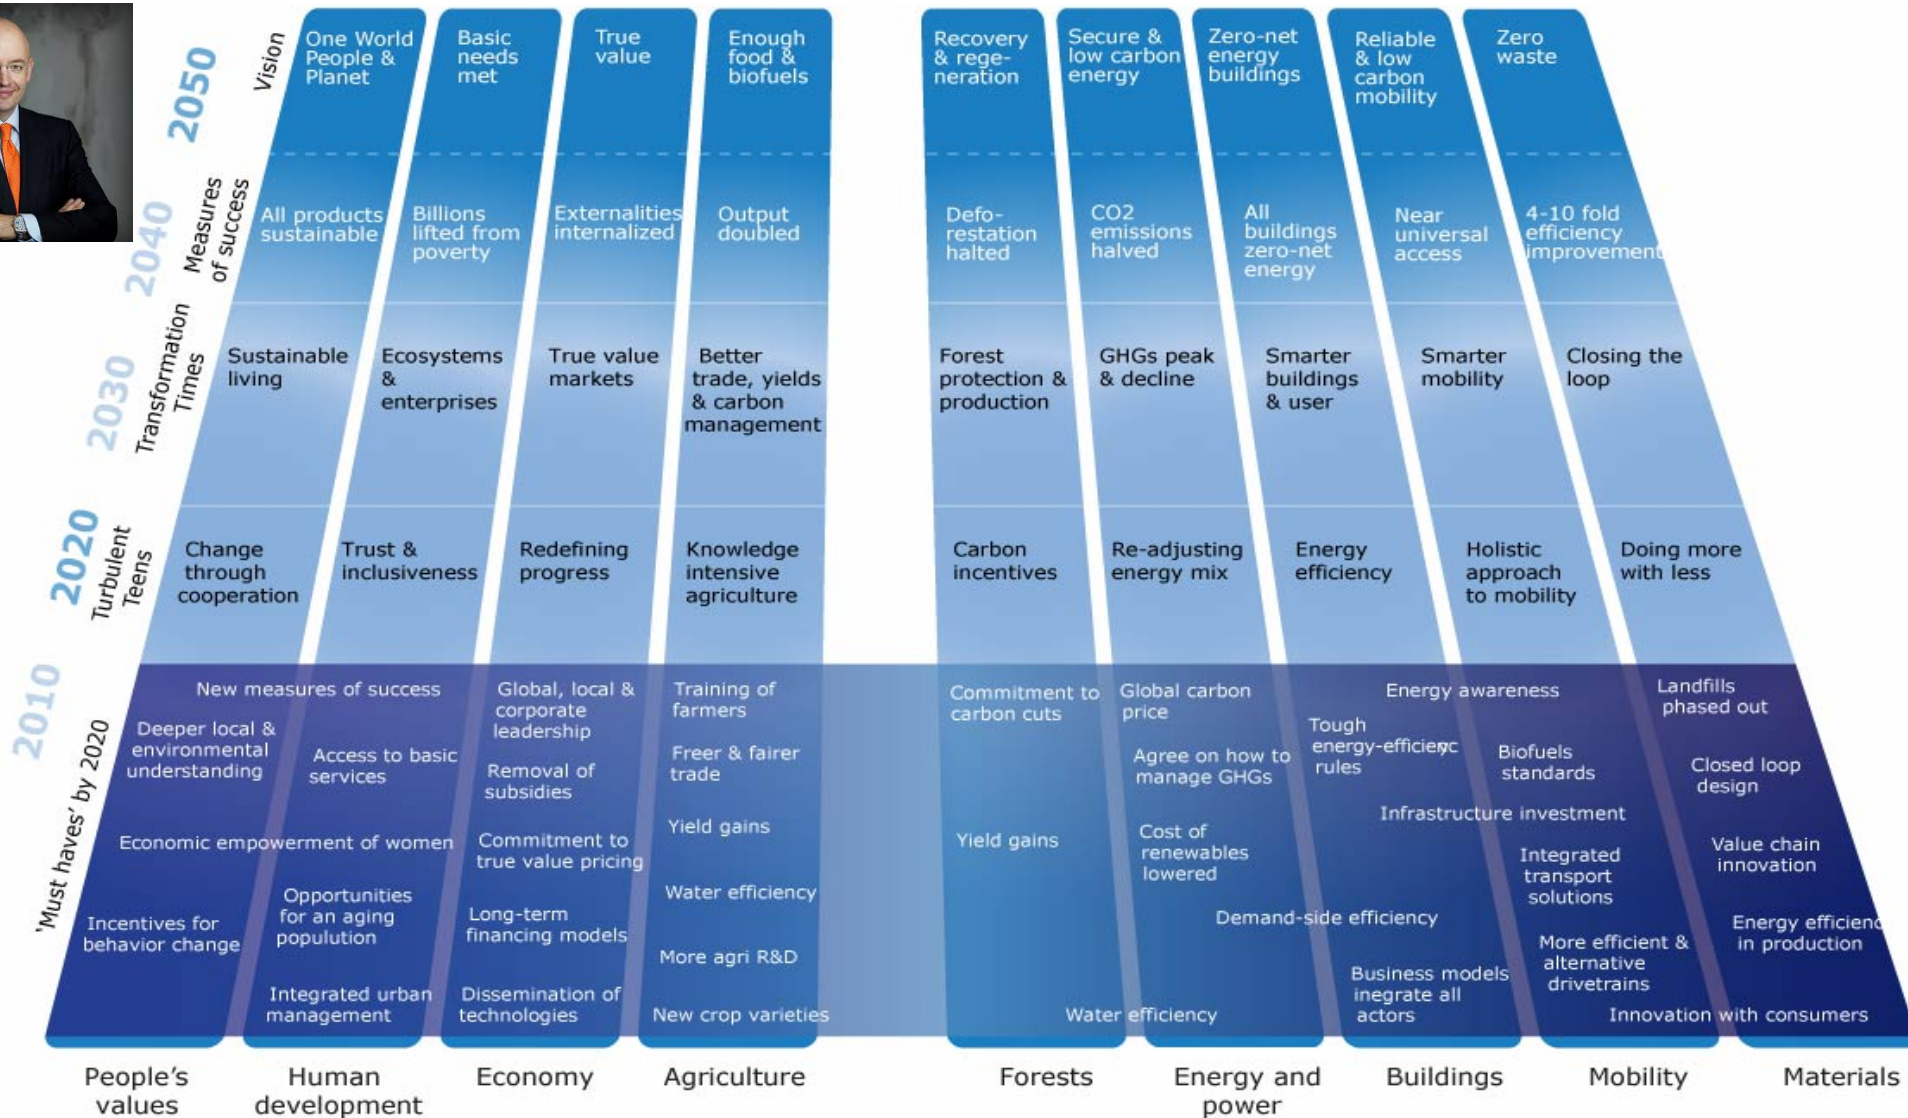 2050
Vision
One World
People &
Planet
Basic
needs
met
True
value
Enough
food &
biofuels
Recovery
& rege-
neration
Secure &
low carbon
energy
Zero-net
energy
buildings
Reliable
& low
carbon
mobility
Zero
waste
2040
Measures
of success
All products
sustainable
Billions
lifted from
poverty
Externalities
internalized
Output
doubled
Defo-
restation
halted
CO2
emissions
halved
All
buildings
zero-net
energy
Near
universal
access
4-10 fold
efficiency
improvement
2030
Transformation
Times
Sustainable
living
Ecosystems
&
enterprises
True value
markets
Better
trade, yields
& carbon
management
Forest
protection &
production
GHGs peak
& decline
Smarter
buildings
& user
Smarter
mobility
Closing the
loop
2020
Turbulent
Teens
Change
through
cooperation
Trust &
inclusiveness
Redefining
progress
Knowledge
intensive
agriculture
Carbon
incentives
Re-adjusting
energy mix
Energy
efficiency
Holistic
approach
to mobility
Doing more
with less
2010
'Must haves' by 2020
New measures of success
Deeper local &
environmental
understanding
Access to basic
services
Economic empowerment of women
Incentives for
behavior change
Opportunities
for an aging
populution
Integrated urban
management
Global, local &
corporate
leadership
Removal of
subsidies
Commitment to
true value pricing
Long-term
financing models
Dissemination of
technologies
Training of
farmers
Freer & fairer
trade
Yield gains
Water efficiency
More agri R&D
New crop varieties
Commitment to
carbon cuts
Yield gains
Water efficiency
Global carbon
price
Agree on how to
manage GHGs
Cost of
renewables
lowered
Demand-side efficiency
Energy awareness
Tough
energy-efficienyc
rules
Infrastructure investment
Business models
inegrate all
actors
Biofuels
standards
Integrated
transport
solutions
More efficient &
alternative
drivetrains
Innovation with consumers
Landfills
phased out
Closed loop
design
Value chain
innovation
Energy efficienc
in production
People's
values
Human
development
Economy
Agriculture
Forests
Energy and
power
Buildings
Mobility
Materials